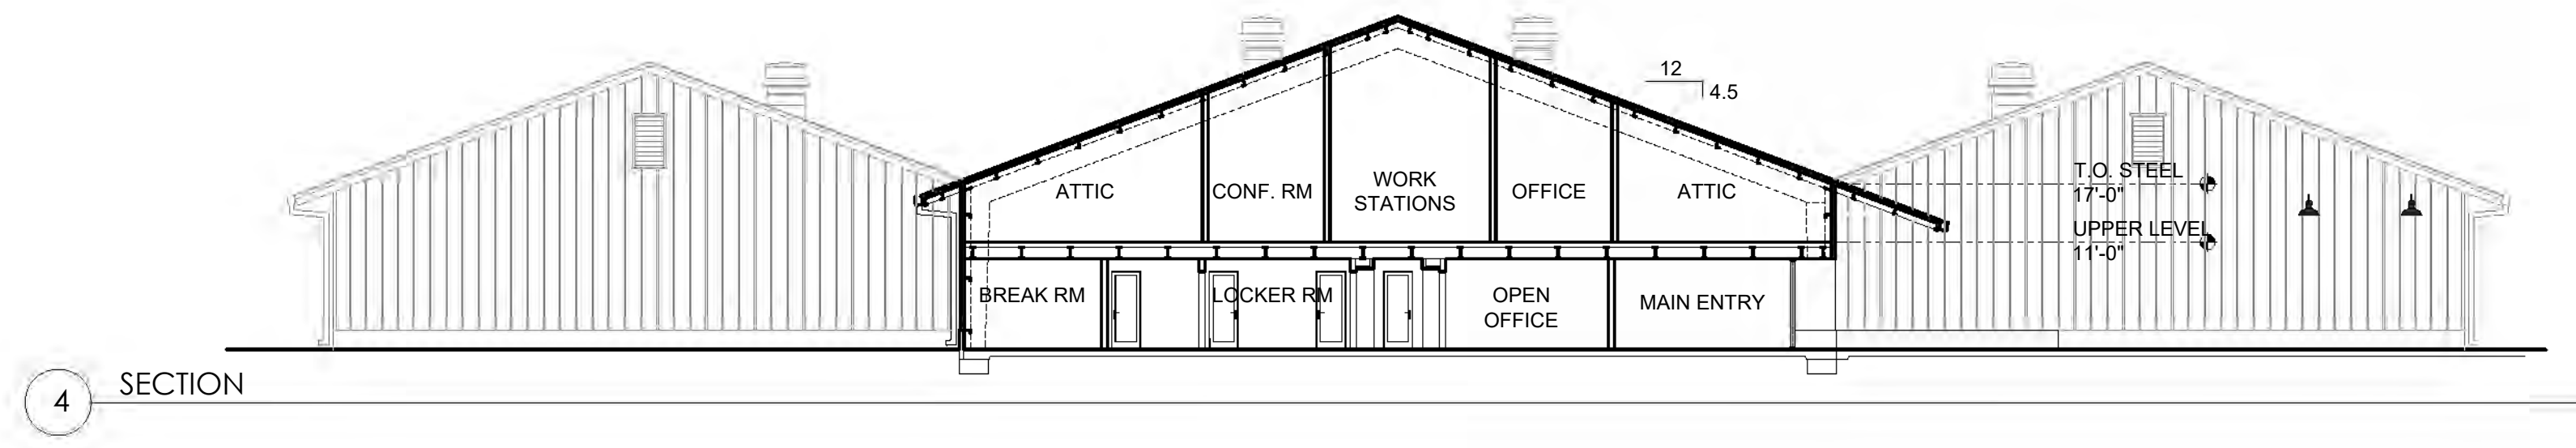 12
4.5
ATTIC
CONF. RM
WORK
STATIONS
OFFICE
ATTIC
T.O. STEEL
17'-0"
UPPER LEVEL
11'-0"
BREAK RM
LOCKER RM
OPEN
OFFICE
MAIN ENTRY
4
SECTION